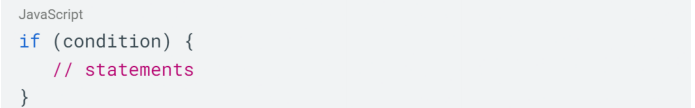 JavaScript
if (condition) {
// statements
}